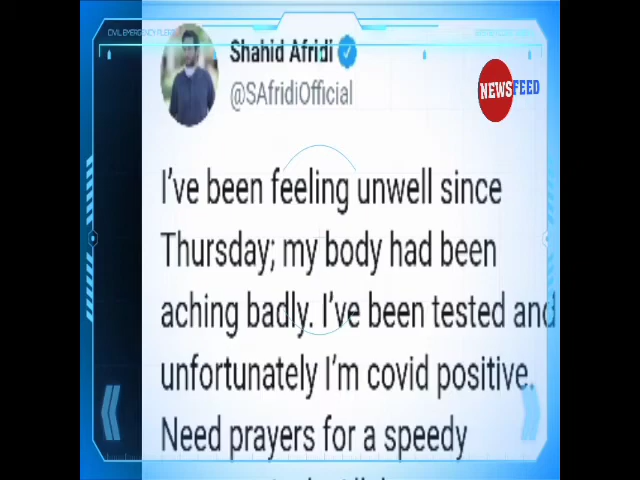 Shahid Afridi
@SAfridiOfficial
NEWSFEED
I've been feeling unwell since
Thursday; my body had been
aching badly. I've been tested and
unfortunately I'm covid positive.
Need prayers for a speedy